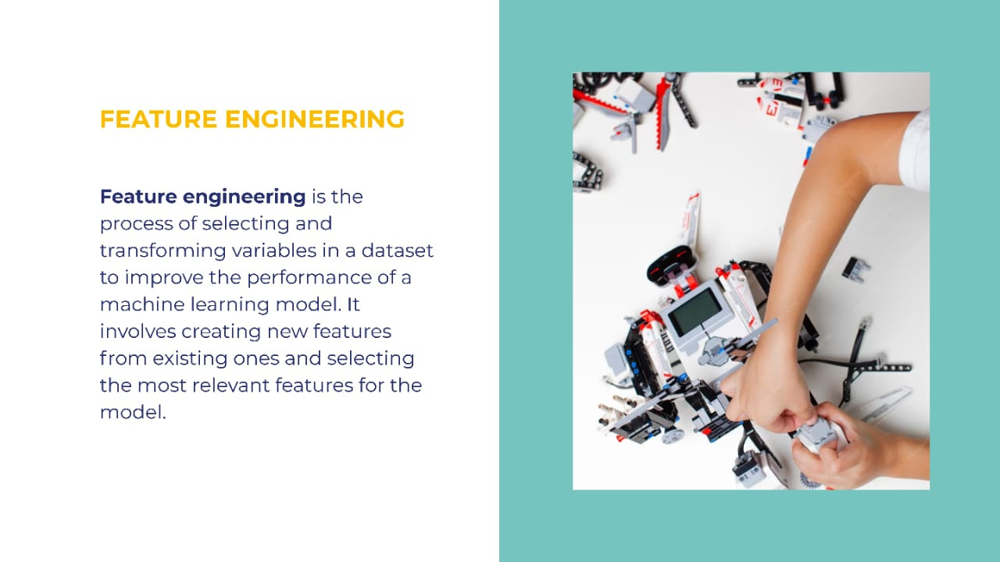 FEATURE ENGINEERING
Feature engineering is the
process of selecting and
transforming variables in a dataset
to improve the performance of a
machine learning model. It
involves creating new features
from existing ones and selecting
the most relevant features for the
model.